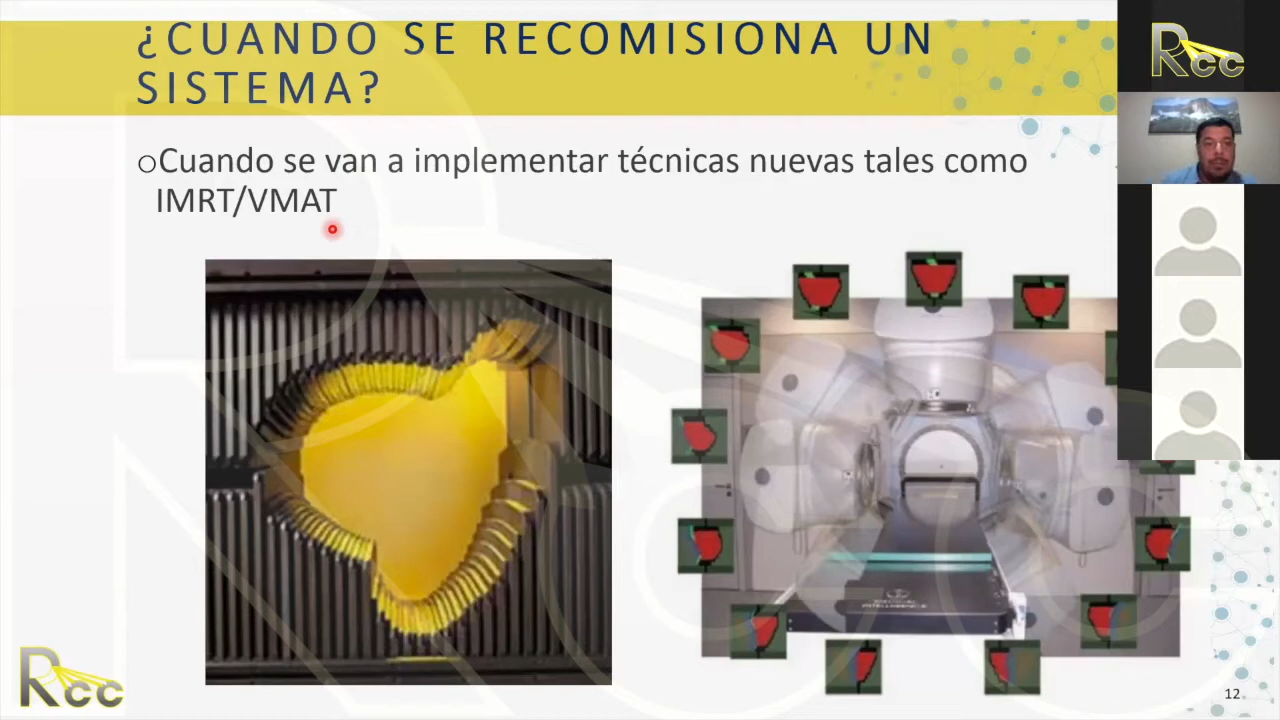 ¿CUANDO SE RECOMISIONA UN
SISTEMA?
Rcc
oCuando se van a implementar técnicas nuevas tales como
IMRT/VMAT
Rcc
12